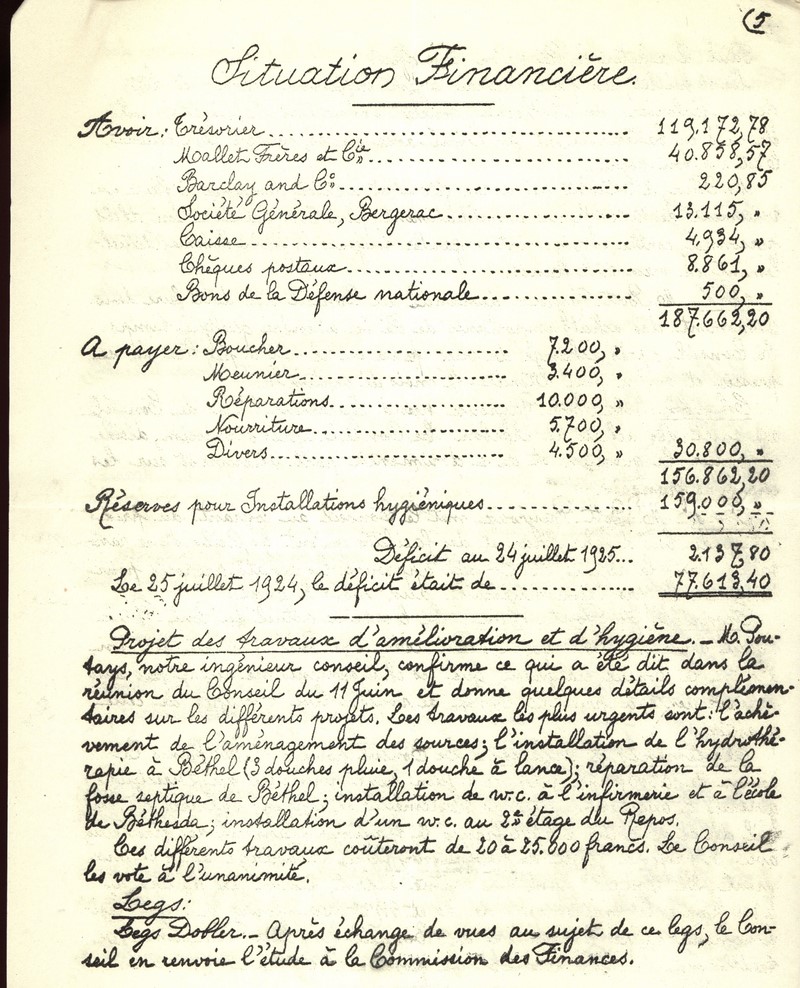 (5
Situation Financière.
Avoir: Trésorier........ 119.172,78
Mallet Frères et Cie........ 40.858,57
Barclay and Co........ 220,85
Société Générale, Bergerac........ 13.115, "
Caisse........ 4.934, "
Chèques postaux........ 8.861, "
Bons de la Défense nationale........ 500, "
187.662,20
A payer: Boucher........ 7.200, "
Meunier........ 3.400, "
Réparations........ 10.000, "
Nourriture........ 5.700, "
Divers........ 4.500, " 30.800, "
156.862,20
Réserves pour Installations hygiéniques........ 159.000, "
Déficit au 24 juillet 1925... 2.137,80
Le 25 juillet 1924, le déficit était de........ 77.613,40
Projet des travaux d'amélioration et d'hygiène. _ M. Pou-
tays, notre ingénieur conseil, confirme ce qui a été dit dans la
réunion du Conseil du 11 Juin et donne quelques détails complémen-
taires sur les différents projets. Les travaux les plus urgents sont: l'achè-
vement de l'aménagement des sources; l'installation de l'hydrothé-
rapie à Béthel (3 douches pluie, 1 douche à lance); réparation de la
fosse septique de Béthel; installation de w.c. à l'infirmerie et à l'école
de Béthesda; installation d'un w.c. au 2e étage du Repos.
Ces différents travaux coûteront de 20 à 25.000 francs. Le Conseil
les vote à l'unanimité.
Legs:
Legs Dobler._ Après échange de vues au sujet de ce legs, le Con-
seil en renvoie l'étude à la Commission des Finances.